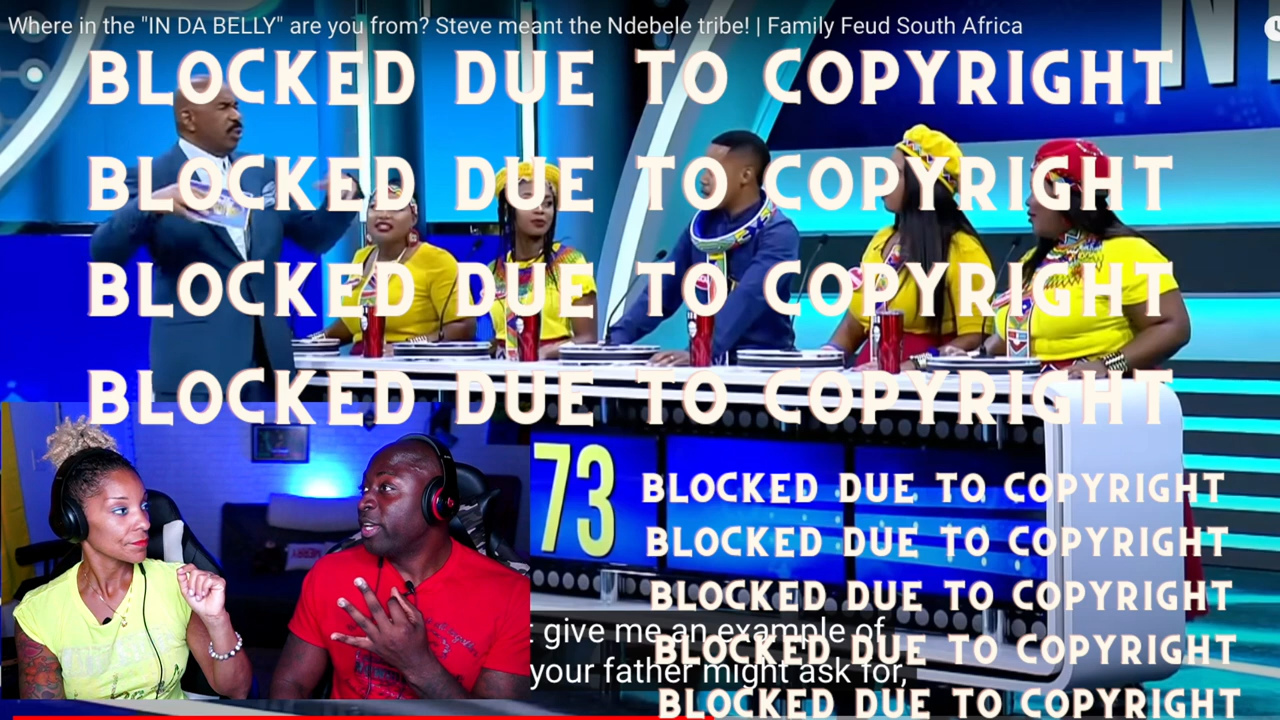 Where in the "IN DA BELLY" are you from? Steve meant the Ndebele tribe! | Family Feud South Africa
BLOCKED DUE TO COPYRIGHT
BLOCKED DUE TO COPYRIGHT
BLOCKED DUE TO COPYRIGHT
BLOCKED DUE TO COPYRIGHT
73
BLOCKED DUE TO COPYRIGHT
BLOCKED DUE TO COPYRIGHT
BLOCKED DUE TO COPYRIGHT
: give me an example of
BLOCKED DUE TO COPYRIGHT
your father might ask for,
BLOCKED DUE TO COPYRIGHT